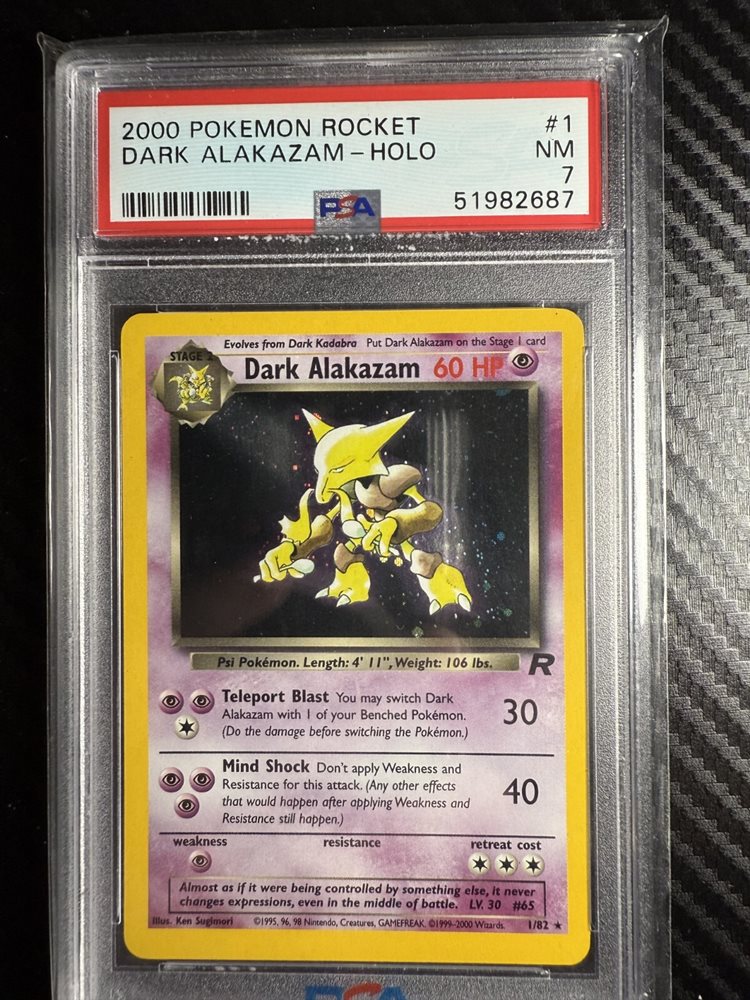 2000 POKEMON ROCKET #1
DARK ALAKAZAM - HOLO NM
7
PSA 51982687
Evolves from Dark Kadabra Put Dark Alakazam on the Stage 1 card
STAGE 2
Dark Alakazam 60 HP
Psi Pokémon. Length: 4' 11", Weight: 106 lbs.
R
Teleport Blast You may switch Dark
Alakazam with 1 of your Benched Pokémon. 30
(Do the damage before switching the Pokémon.)
Mind Shock Don't apply Weakness and
Resistance for this attack. (Any other effects
that would happen after applying Weakness and 40
Resistance still happen.)
weakness resistance retreat cost
Almost as if it were being controlled by something else, it never
changes expressions, even in the middle of battle. LV. 30 #65
Illus. Ken Sugimori ©1995, 96, 98 Nintendo, Creatures, GAMEFREAK. ©1999-2000 Wizards. 1/82 ★
PSA